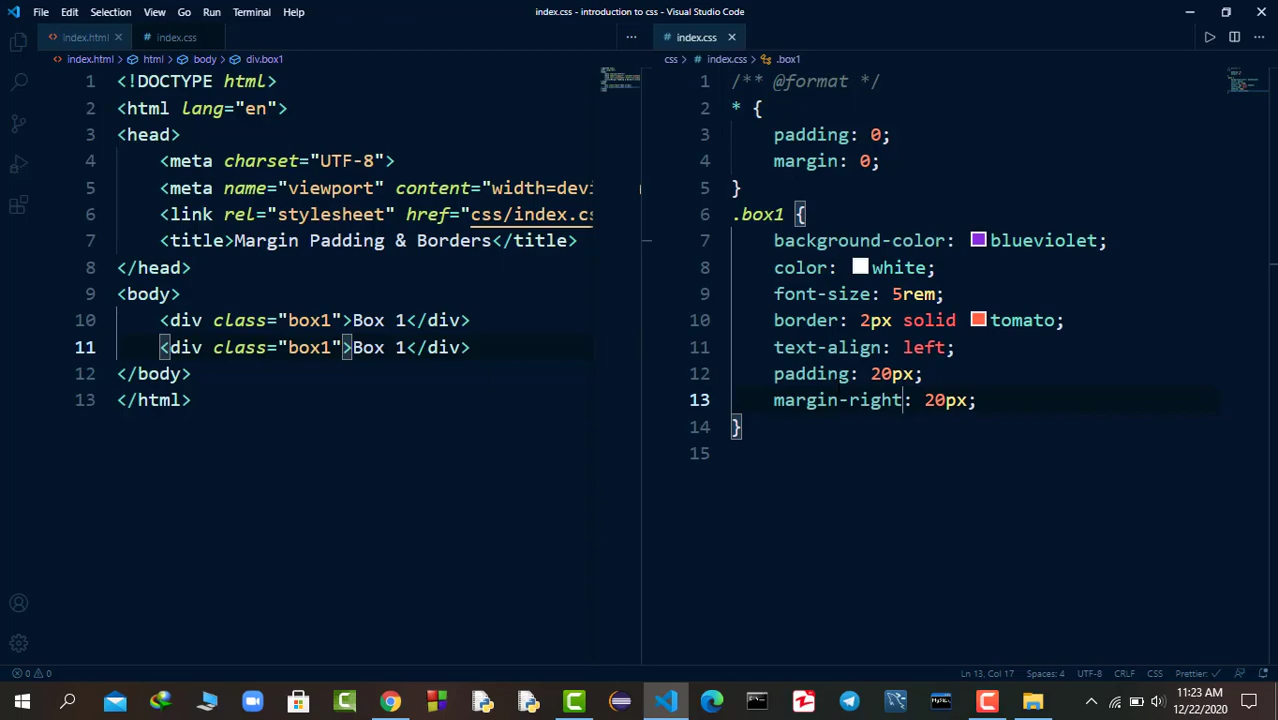 File Edit Selection View Go Run Terminal Help
index.css - introduction to css - Visual Studio Code
index.html index.css
index.html > html > body > div.box1
1 <!DOCTYPE html>
2 <html lang="en">
3 <head>
4 <meta charset="UTF-8">
5 <meta name="viewport" content="width=devi
6 <link rel="stylesheet" href="css/index.cs
7 <title>Margin Padding & Borders</title>
8 </head>
9 <body>
10 <div class="box1">Box 1</div>
11 <div class="box1">Box 1</div>
12 </body>
13 </html>
index.css
css > index.css > .box1
1 /** @format */
2 * {
3 padding: 0;
4 margin: 0;
5 }
6 .box1 {
7 background-color: blueviolet;
8 color: white;
9 font-size: 5rem;
10 border: 2px solid tomato;
11 text-align: left;
12 padding: 20px;
13 margin-right: 20px;
14 }
15
0 0
Ln 13, Col 17 Spaces: 4 UTF-8 CRLF CSS Prettier: ✓
11:23 AM
12/22/2020